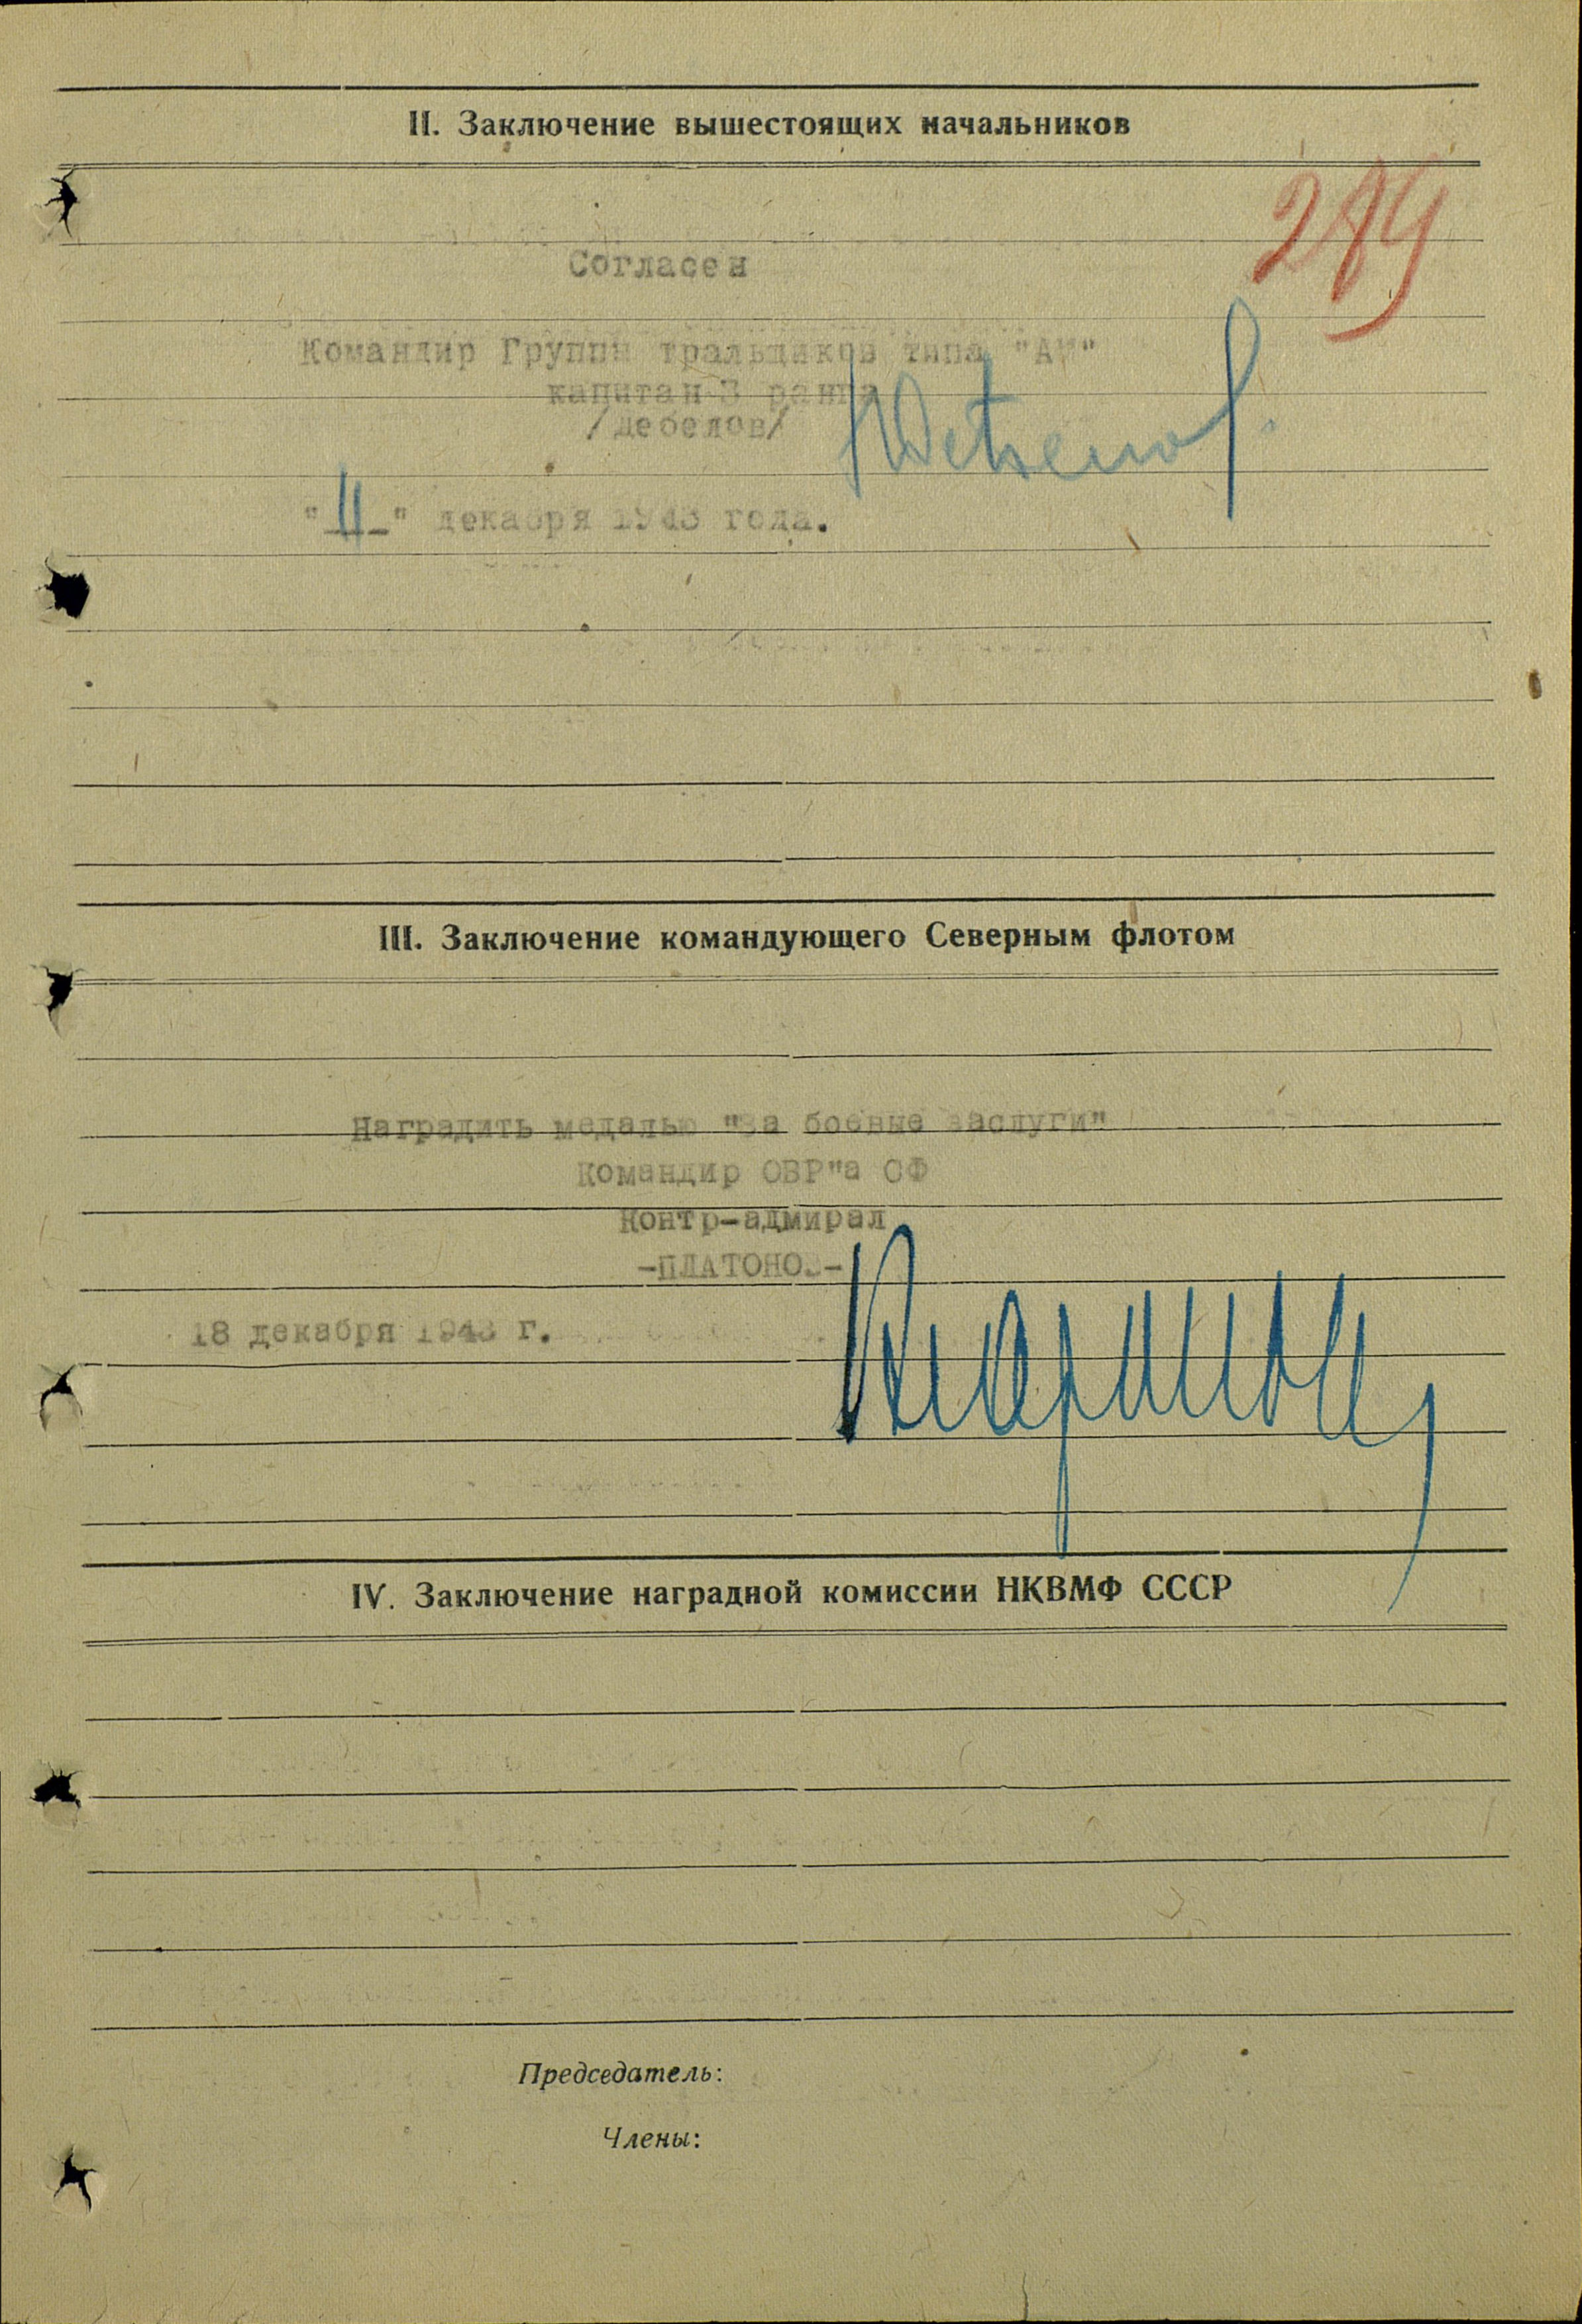 II. Заключение вышестоящих начальников
289
Согласен
Командир Группы тральщиков типа "АМ"
капитан 3 ранга
/дебелов/
"11" декабря 1943 года.
III. Заключение командующего Северным флотом
Наградить медалью "За боевые заслуги"
Командир ОВР"а СФ
Контр-адмирал
-ПЛАТОНОВ-
18 декабря 1943 г.
IV. Заключение наградной комиссии НКВМФ СССР
Председатель:
Члены: